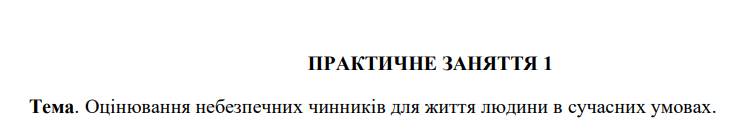 ПРАКТИЧНЕ ЗАНЯТТЯ 1
Тема. Оцінювання небезпечних чинників для життя людини в сучасних умовах.